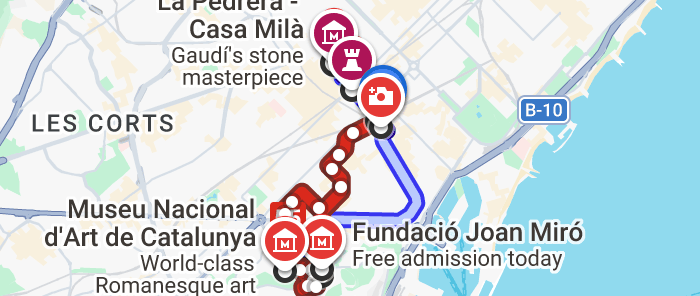 La Pedrera -
Casa Milà
Gaudí's stone
masterpiece
LES CORTS
B-10
Museu Nacional
d'Art de Catalunya
World-class
Romanesque art
Fundació Joan Miró
Free admission today